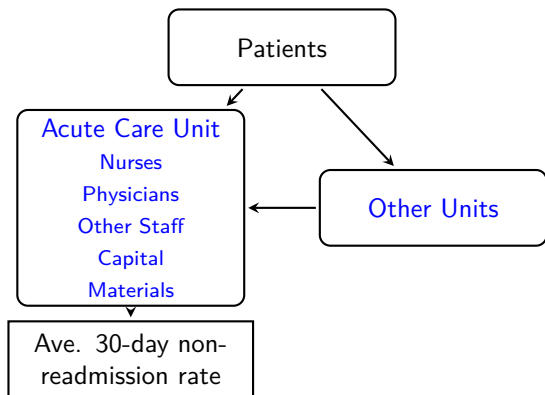 Patients
Acute Care Unit
Nurses
Physicians
Other Staff
Capital
Materials
Other Units
Ave. 30-day non-
readmission rate